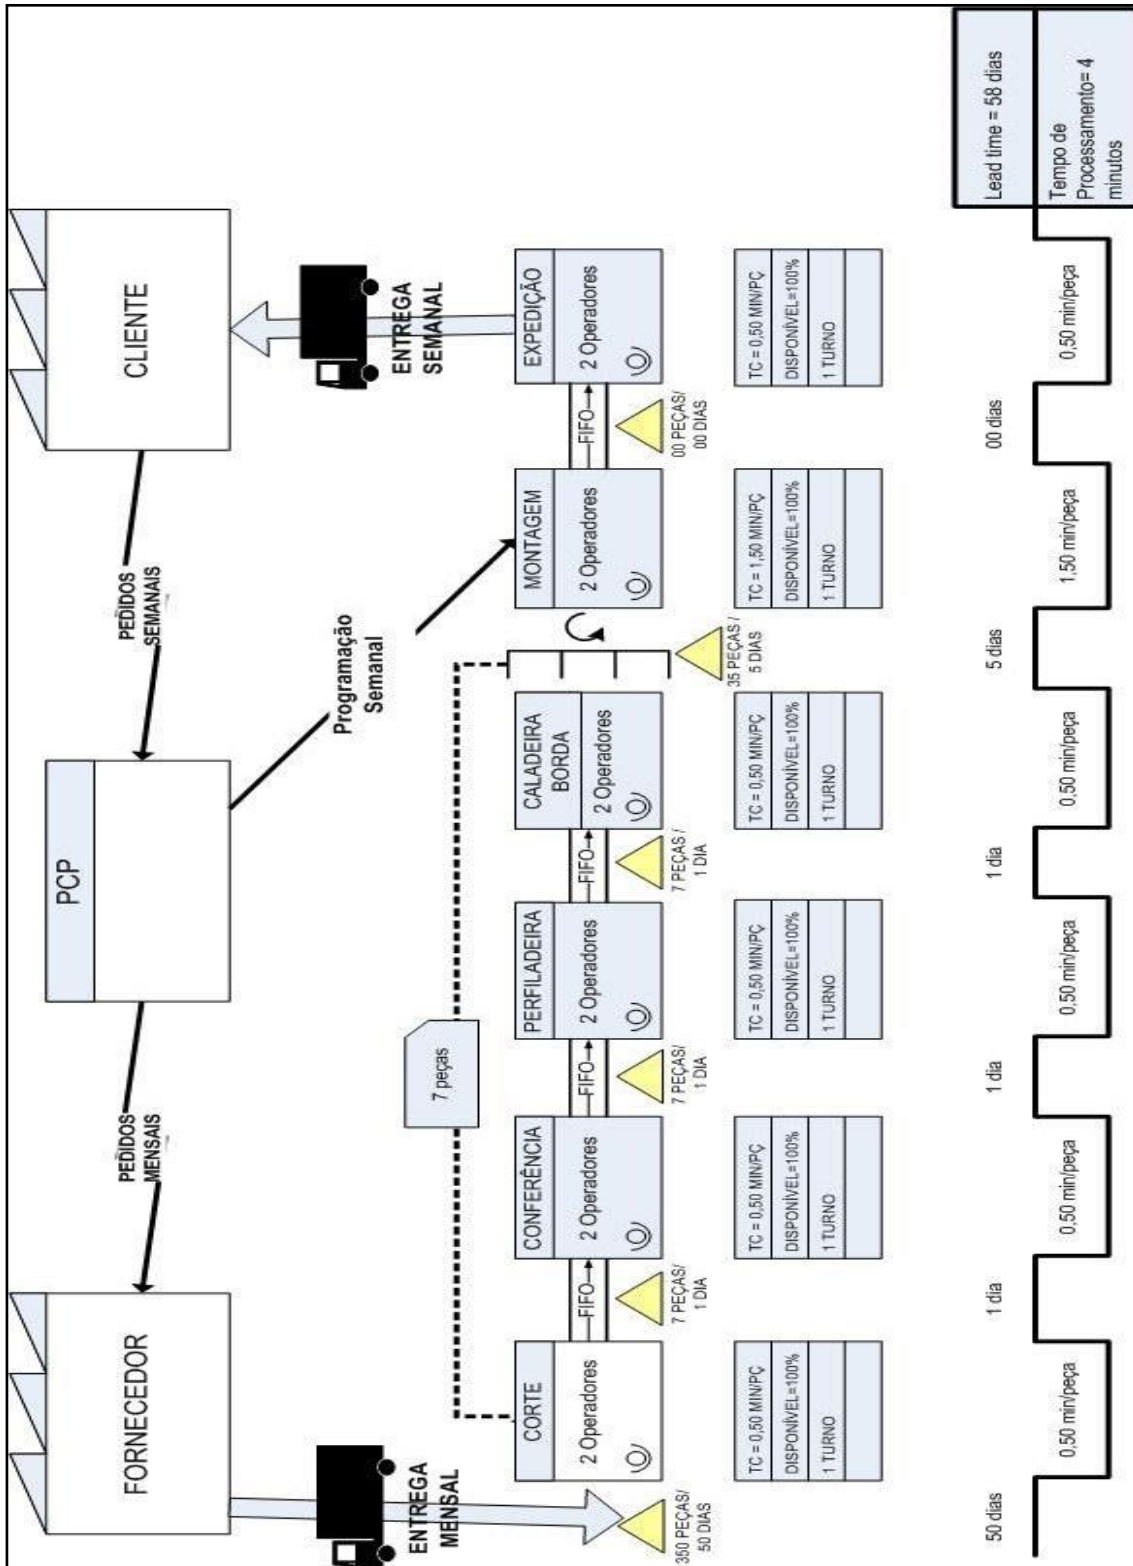 FORNECEDOR
PEDIDOS
MENSAIS
PCP
PEDIDOS
SEMANAIS
CLIENTE
ENTREGA
MENSAL
7 peças
Programação
Semanal
ENTREGA
SEMANAL
350 PEÇAS/
50 DIAS
CORTE
2 Operadores
FIFO
7 PEÇAS/
1 DIA
CONFERÊNCIA
2 Operadores
FIFO
7 PEÇAS/
1 DIA
PERFILADEIRA
2 Operadores
FIFO
7 PEÇAS /
1 DIA
CALADEIRA
BORDA
2 Operadores
35 PEÇAS /
5 DIAS
MONTAGEM
2 Operadores
FIFO
00 PEÇAS/
00 DIAS
EXPEDIÇÃO
2 Operadores
TC = 0,50 MIN/PÇ
DISPONÍVEL=100%
1 TURNO
TC = 0,50 MIN/PÇ
DISPONÍVEL=100%
1 TURNO
TC = 0,50 MIN/PÇ
DISPONÍVEL=100%
1 TURNO
TC = 0,50 MIN/PÇ
DISPONÍVEL=100%
1 TURNO
TC = 1,50 MIN/PÇ
DISPONÍVEL=100%
1 TURNO
TC = 0,50 MIN/PÇ
DISPONÍVEL=100%
1 TURNO
50 dias
1 dia
1 dia
1 dia
5 dias
00 dias
Lead time = 58 dias
0,50 min/peça
0,50 min/peça
0,50 min/peça
0,50 min/peça
1,50 min/peça
0,50 min/peça
Tempo de
Processamento= 4
minutos